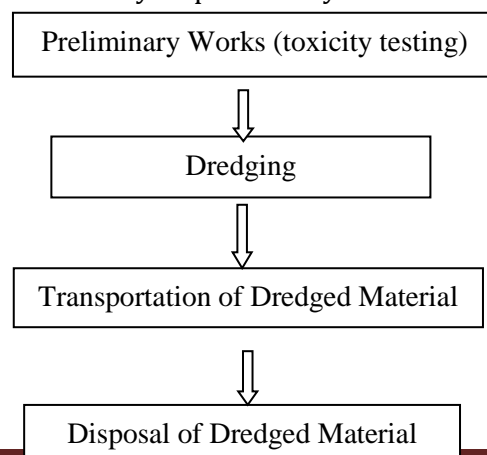 Preliminary Works (toxicity testing)
Dredging
Transportation of Dredged Material
Disposal of Dredged Material